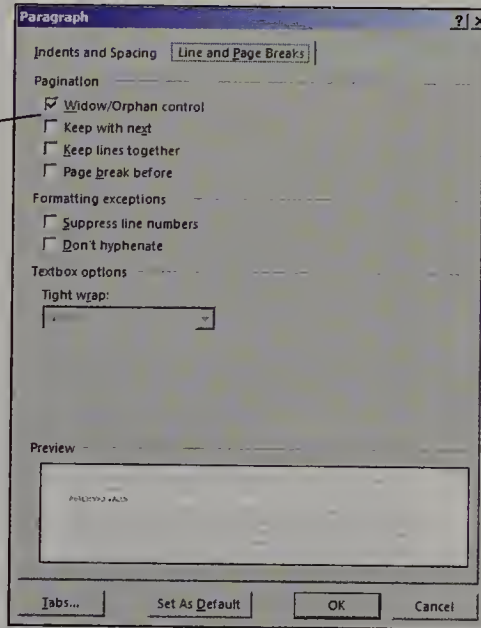 Paragraph
? x
Indents and Spacing Line and Page Breaks
Pagination
Widow/Orphan control
Keep with next
Keep lines together
Page break before
Formatting exceptions
Suppress line numbers
Don't hyphenate
Textbox options
Tight wrap:
Preview
Tabs... Set As Default OK Cancel